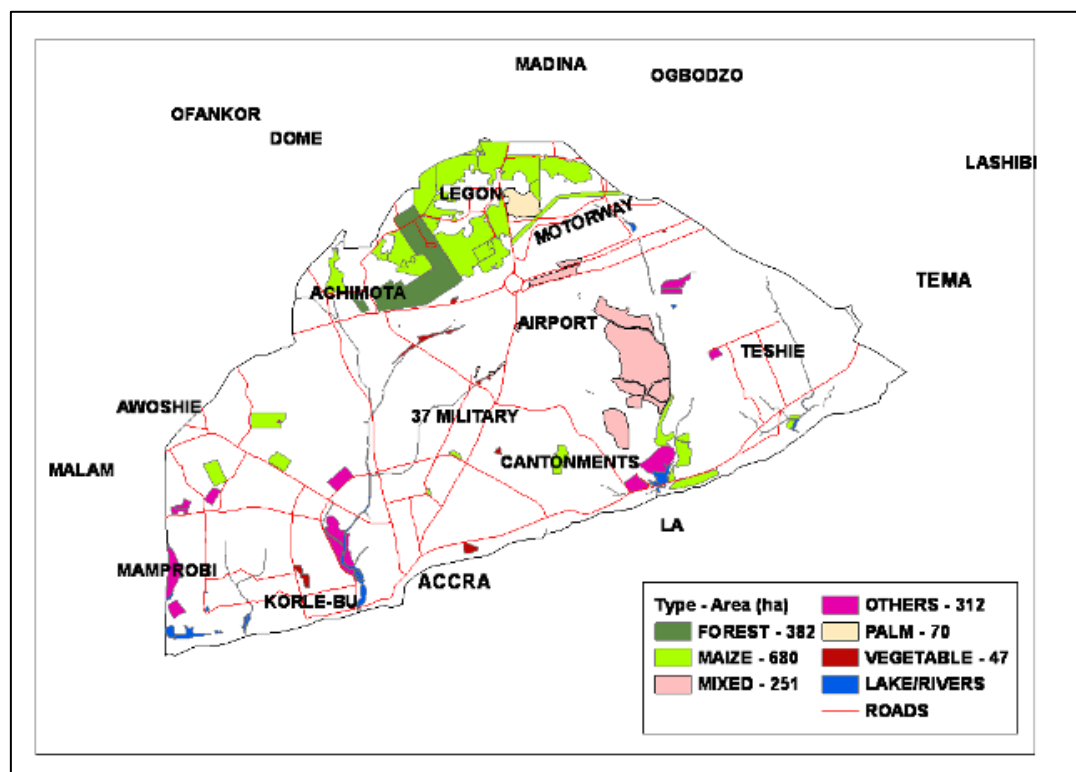 MADINA
OGBODZO
OFANKOR
DOME
LASHIBI
LEGON
MOTORWAY
TEMA
ACHIMOTA
AIRPORT
TESHIE
AWOSHIE
37 MILITARY
MALAM
CANTONMENTS
LA
MAMPROBI
ACCRA
KORLE-BU
Type - Area (ha)
FOREST - 382
MAIZE - 680
MIXED - 251
OTHERS - 312
PALM - 70
VEGETABLE - 47
LAKE/RIVERS
ROADS